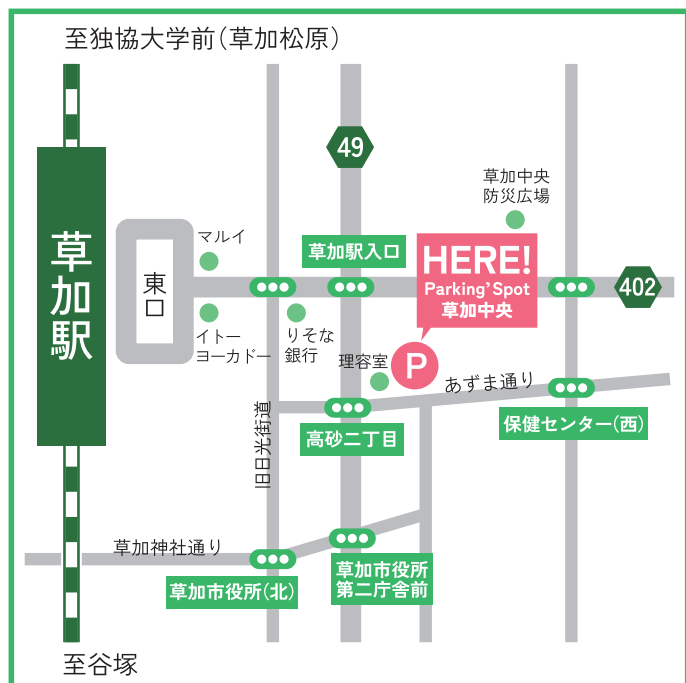 至独協大学前(草加松原)
49
草加中央
防災広場
草加駅
東口
マルイ
草加駅入口
HERE!
Parking'Spot
草加中央
402
イトー
ヨーカドー
りそな
銀行
理容室
P
あずま通り
旧日光街道
高砂二丁目
保健センター(西)
草加神社通り
草加市役所(北)
草加市役所
第二庁舎前
至谷塚